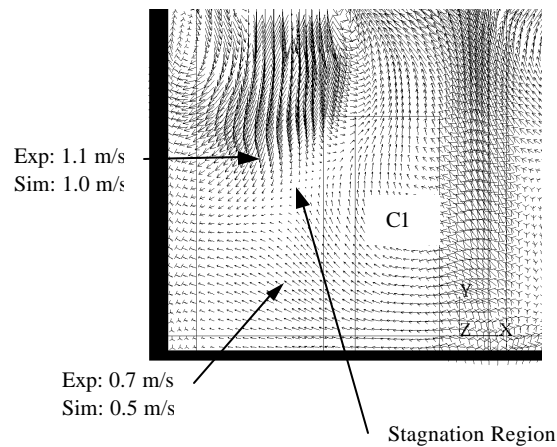 Exp: 1.1 m/s
Sim: 1.0 m/s
C1
Y
Z X
Exp: 0.7 m/s
Sim: 0.5 m/s
Stagnation Region